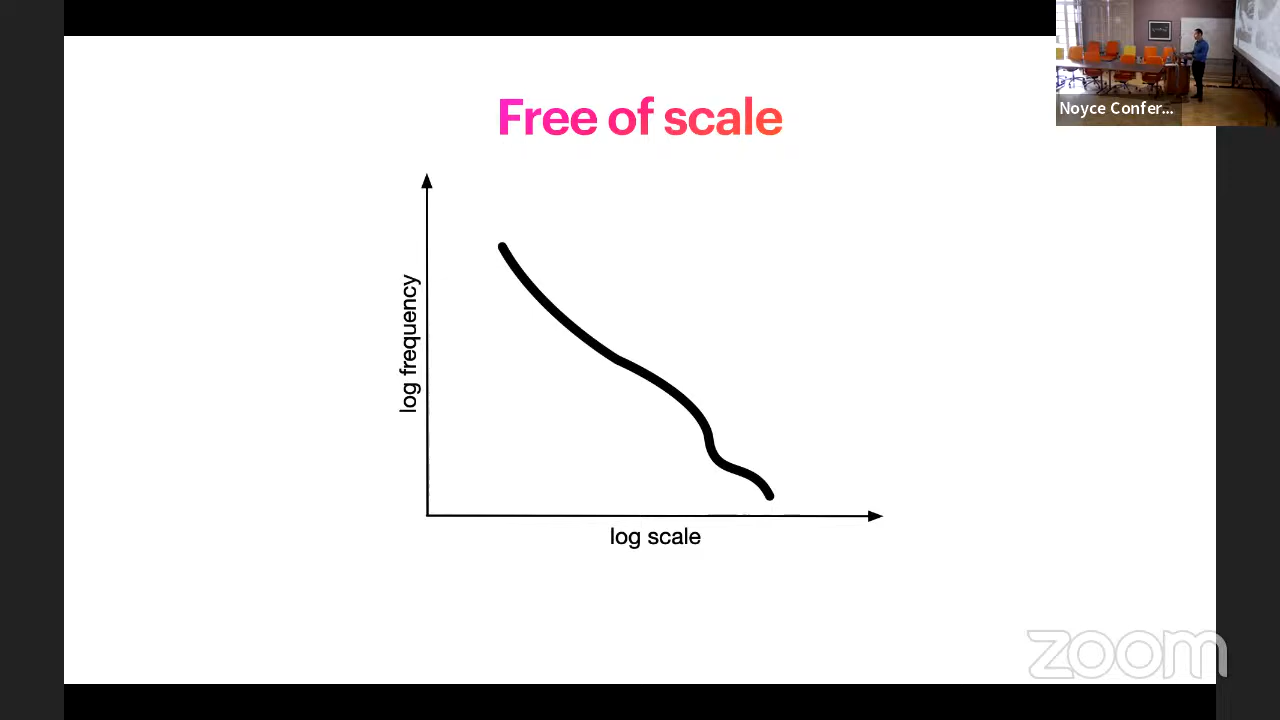 Free of scale
Noyce Confer...
log frequency
log scale
zoom